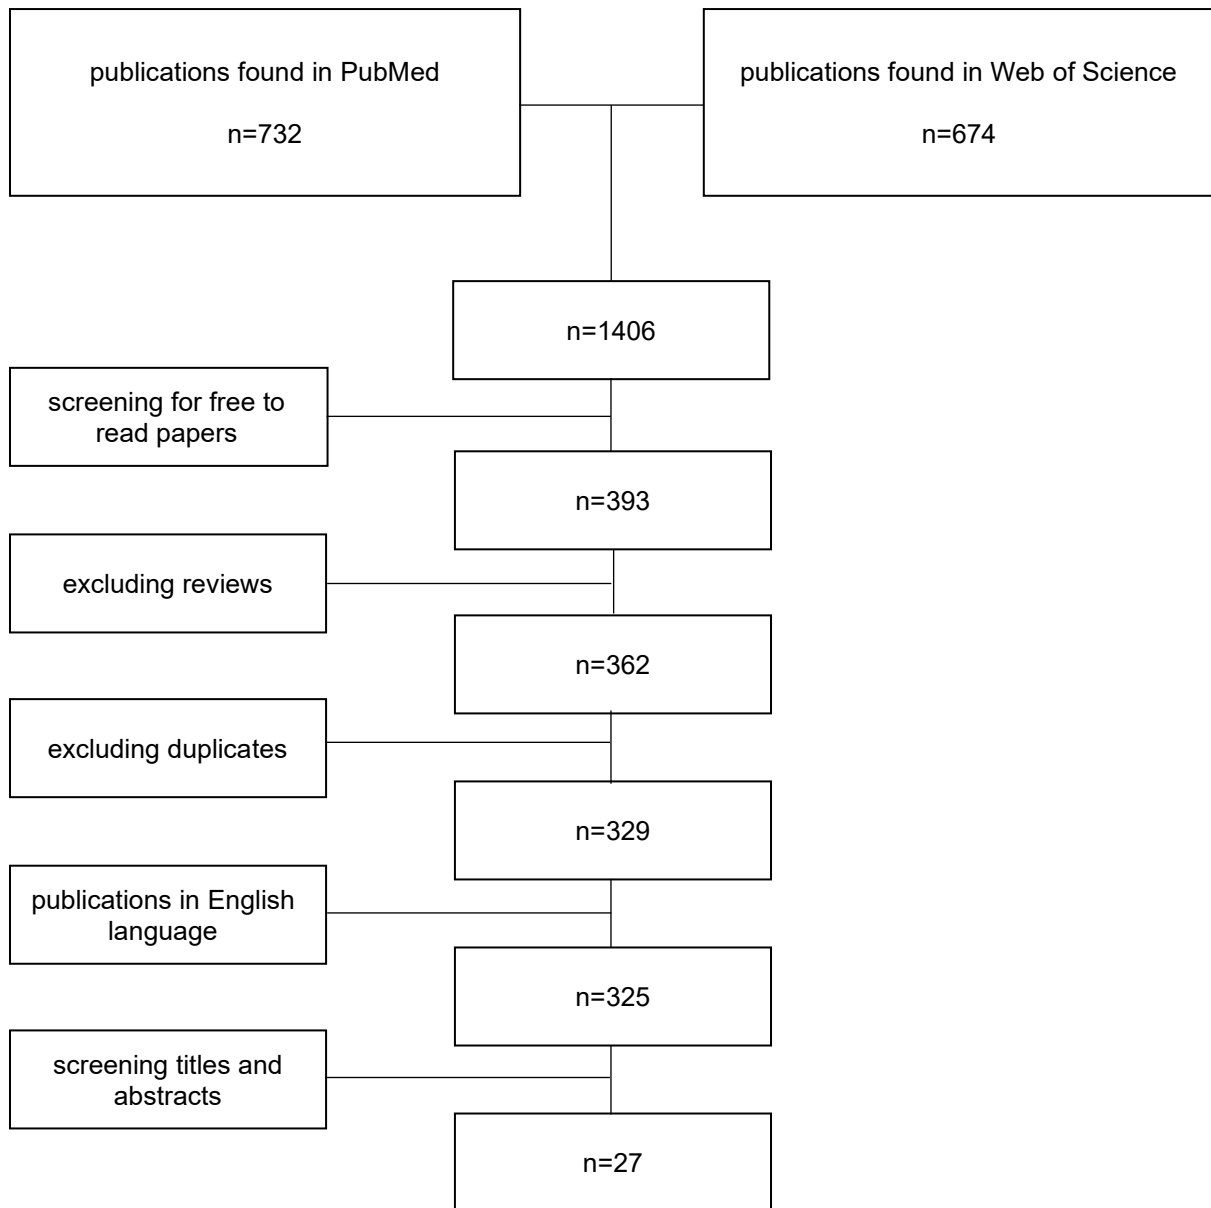 publications found in PubMed
n=732
publications found in Web of Science
n=674
n=1406
screening for free to
read papers
n=393
excluding reviews
n=362
excluding duplicates
n=329
publications in English
language
n=325
screening titles and
abstracts
n=27